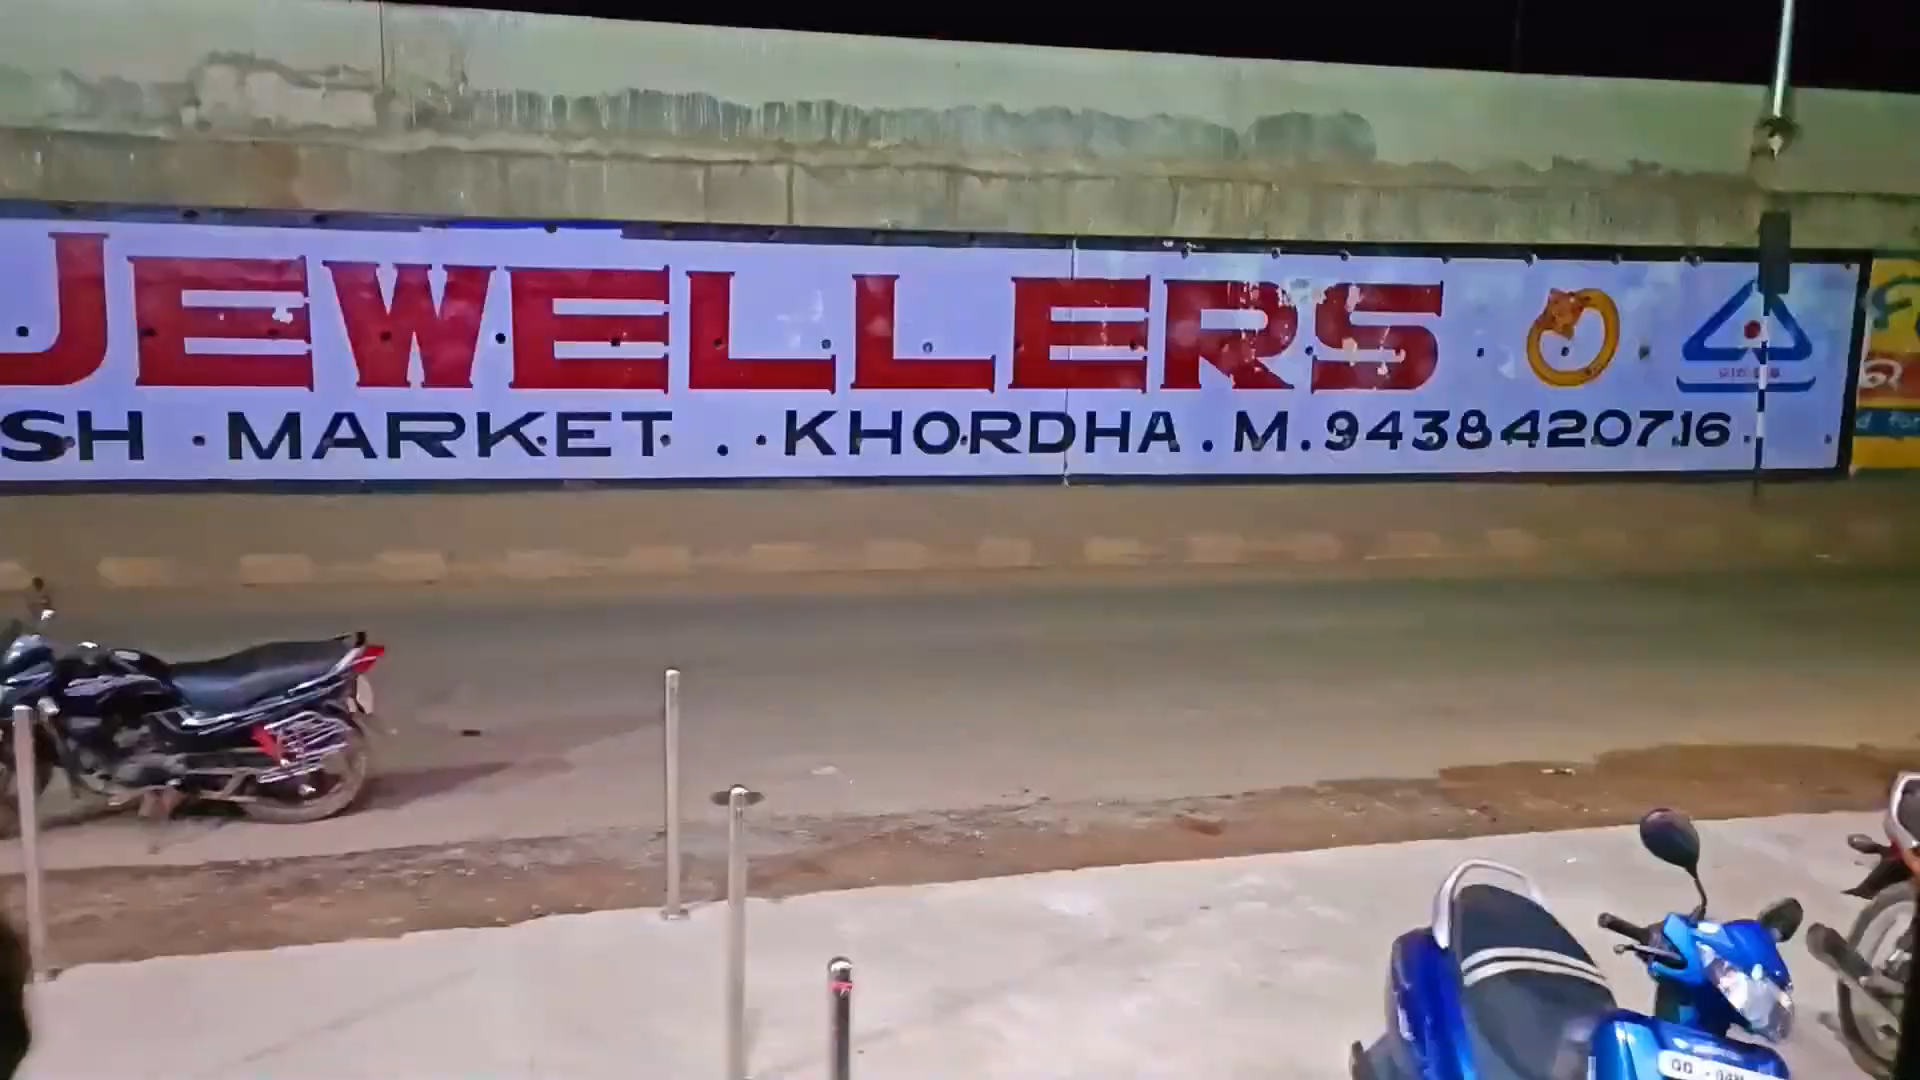 JEWELLERS
SH . MARKET . . KHORDHA . M. 9438420716